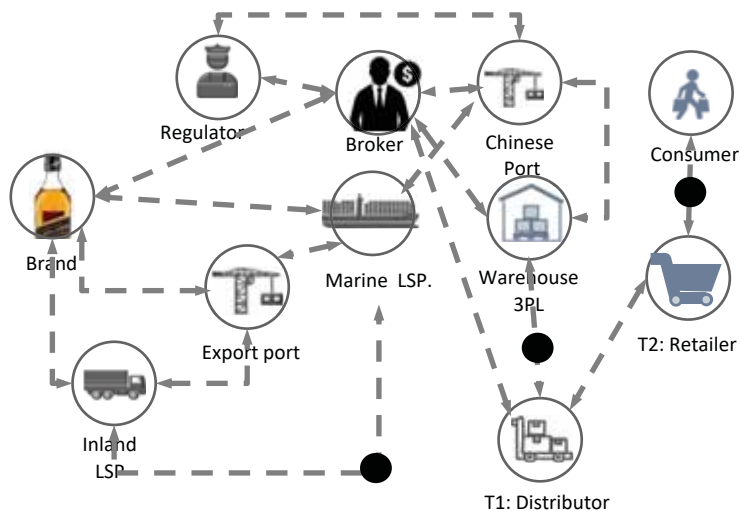 Regulator
Broker
Chinese
Port
Consumer
Brand
Marine LSP.
Warehouse
3PL
Export port
T2: Retailer
Inland
LSP
T1: Distributor